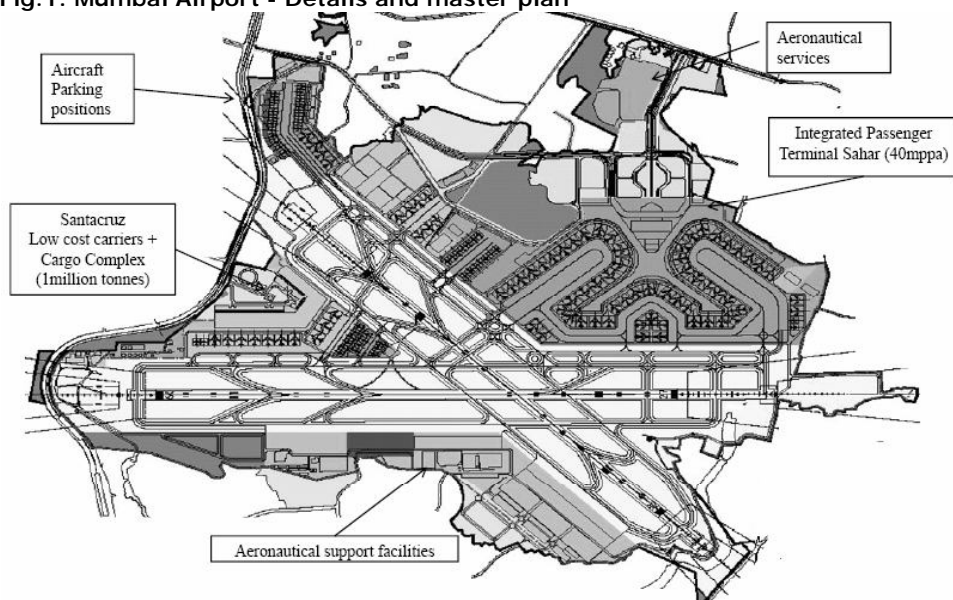 Fig.1: Mumbai Airport - Details and master plan
Aircraft
Parking
positions
Aeronautical
services
Integrated Passenger
Terminal Sahar (40mppa)
Santacruz
Low cost carriers +
Cargo Complex
(1million tonnes)
Aeronautical support facilities